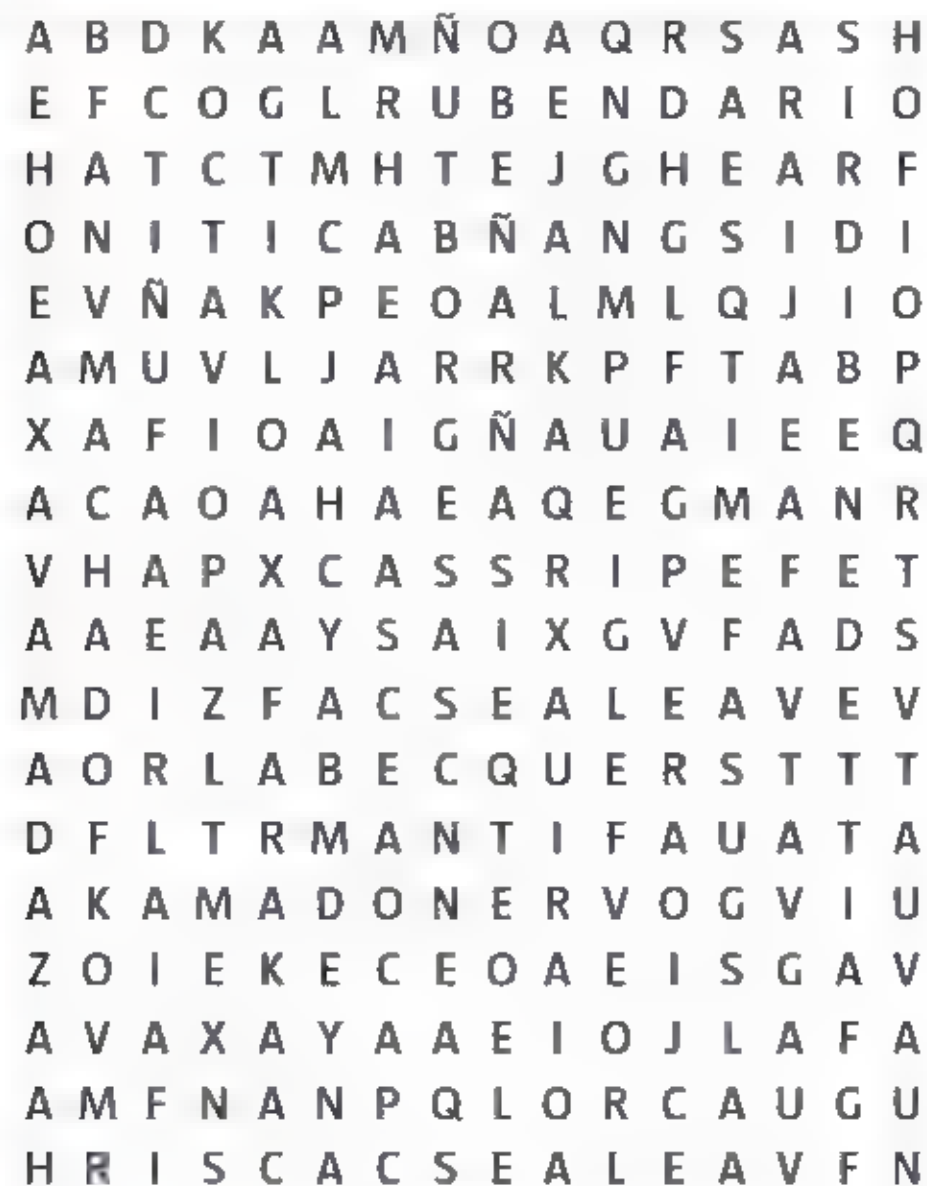 A B D K A A M Ñ O A Q R S A S H
E F C O G L R U B E N D A R I O
H A T C T M H T E J G H E A R F
O N I T I C A B Ñ A N G S I D I
E V Ñ A K P E O A L M L Q J I O
A M U V L J A R R K P F T A B P
X A F I O A I G Ñ A U A I E E Q
A C A O A H A E A Q E G M A N R
V H A P X C A S S R I P E F E T
A A E A A Y S A I X G V F A D S
M D I Z F A C S E A L E A V E V
A O R L A B E C Q U E R S T T T
D F L T R M A N T I F A U A T A
A K A M A D O N E R V O G V I U
Z O I E K E C E O A E I S G A V
A V A X A Y A A E I O J L A F A
A M F N A N P Q L O R C A U G U
H R I S C A C S E A L E A V F N